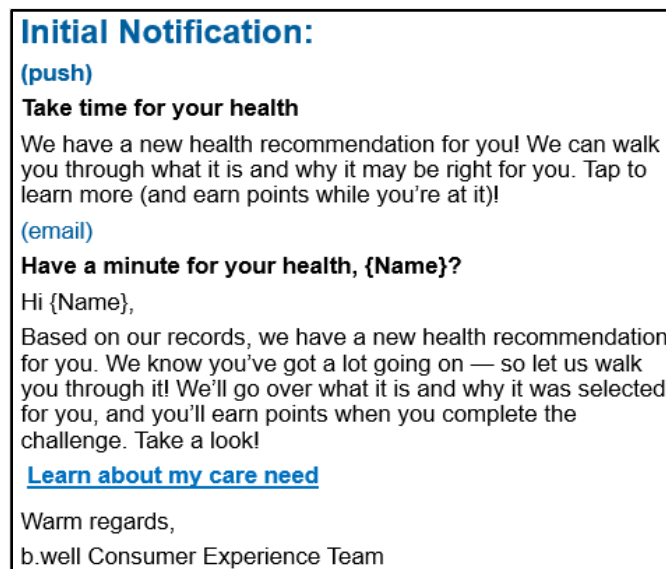 Initial Notification:
(push)
Take time for your health
We have a new health recommendation for you! We can walk
you through what it is and why it may be right for you. Tap to
learn more (and earn points while you’re at it)!
(email)
Have a minute for your health, {Name}?
Hi {Name},
Based on our records, we have a new health recommendation
for you. We know you’ve got a lot going on — so let us walk
you through it! We’ll go over what it is and why it was selected
for you, and you’ll earn points when you complete the
challenge. Take a look!
Learn about my care need
Warm regards,
b.well Consumer Experience Team